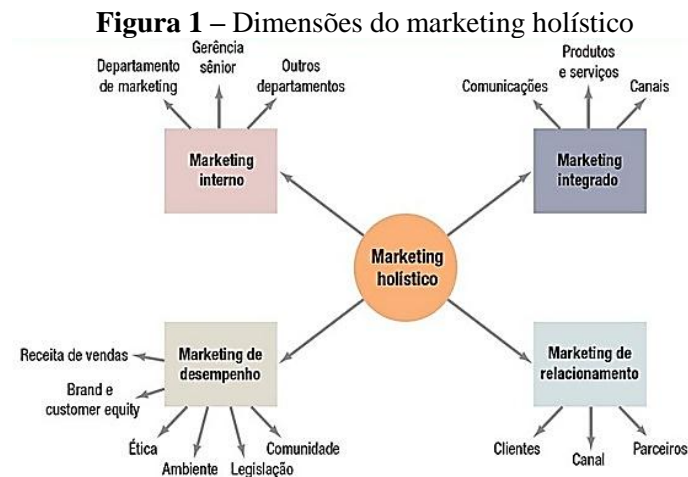 Figura 1 – Dimensões do marketing holístico
Departamento
de marketing
Gerência
sênior
Outros
departamentos
Marketing
interno
Comunicações
Produtos
e serviços
Canais
Marketing
integrado
Marketing
holístico
Marketing de
desempenho
Receita de vendas
Brand e
customer equity
Ética
Ambiente
Legislação
Comunidade
Marketing de
relacionamento
Clientes
Canal
Parceiros